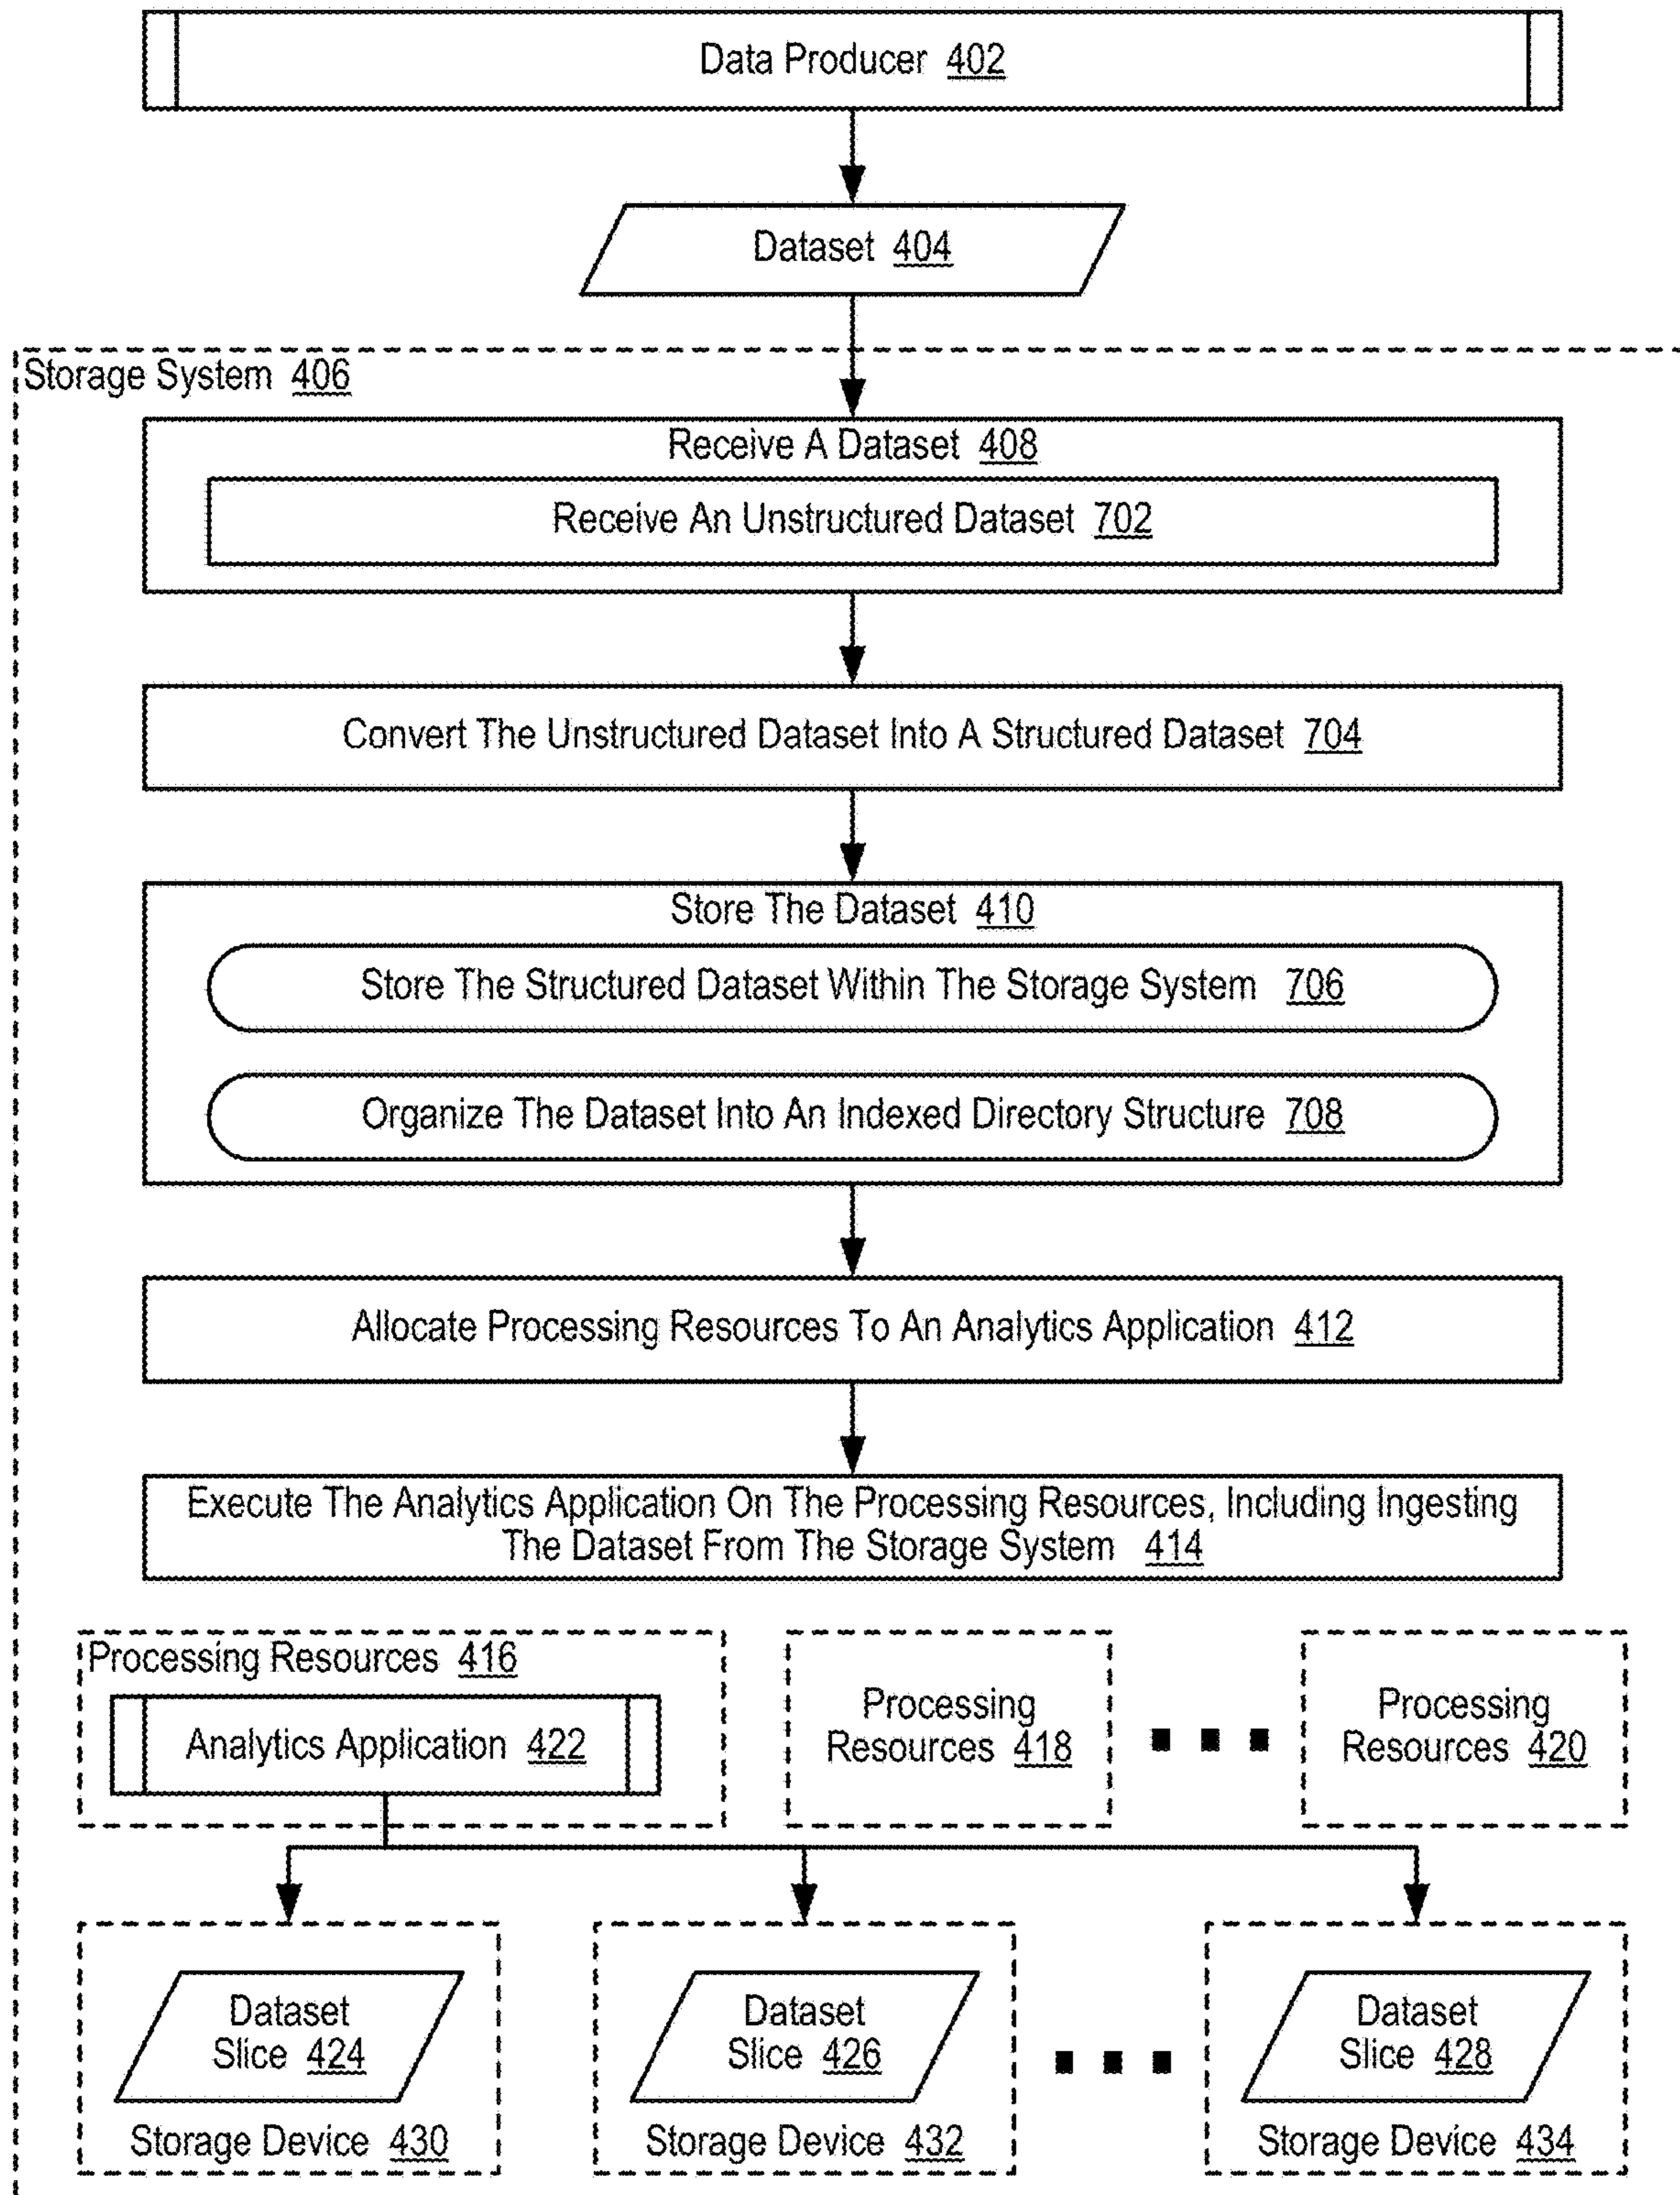 Data Producer 402
Dataset 404
Storage System 406
Receive A Dataset 408
Receive An Unstructured Dataset 702
Convert The Unstructured Dataset Into A Structured Dataset 704
Store The Dataset 410
Store The Structured Dataset Within The Storage System 706
Organize The Dataset Into An Indexed Directory Structure 708
Allocate Processing Resources To An Analytics Application 412
Execute The Analytics Application On The Processing Resources, Including Ingesting
The Dataset From The Storage System 414
Processing Resources 416
Analytics Application 422
Processing
Resources 418
Processing
Resources 420
Dataset
Slice 424
Storage Device 430
Dataset
Slice 426
Storage Device 432
Dataset
Slice 428
Storage Device 434